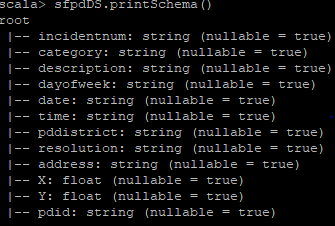 scala> sfpdDS.printSchema()
root
 |-- incidentnum: string (nullable = true)
 |-- category: string (nullable = true)
 |-- description: string (nullable = true)
 |-- dayofweek: string (nullable = true)
 |-- date: string (nullable = true)
 |-- time: string (nullable = true)
 |-- pddistrict: string (nullable = true)
 |-- resolution: string (nullable = true)
 |-- address: string (nullable = true)
 |-- X: float (nullable = true)
 |-- Y: float (nullable = true)
 |-- pdid: string (nullable = true)